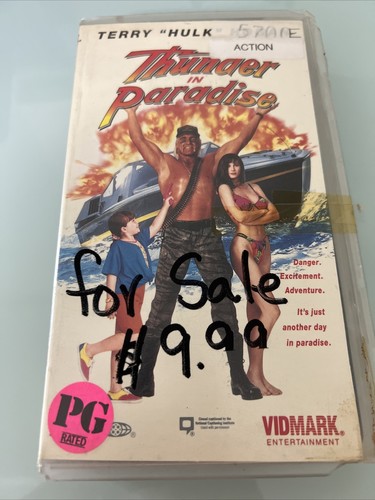 TERRY "HULK
ACTION
Thunder
IN
Paradise
Danger.
Excitement.
Adventure.
It's just
another day
in paradise.
for Sale
$9.99
PG
RATED
VIDMARK
ENTERTAINMENT